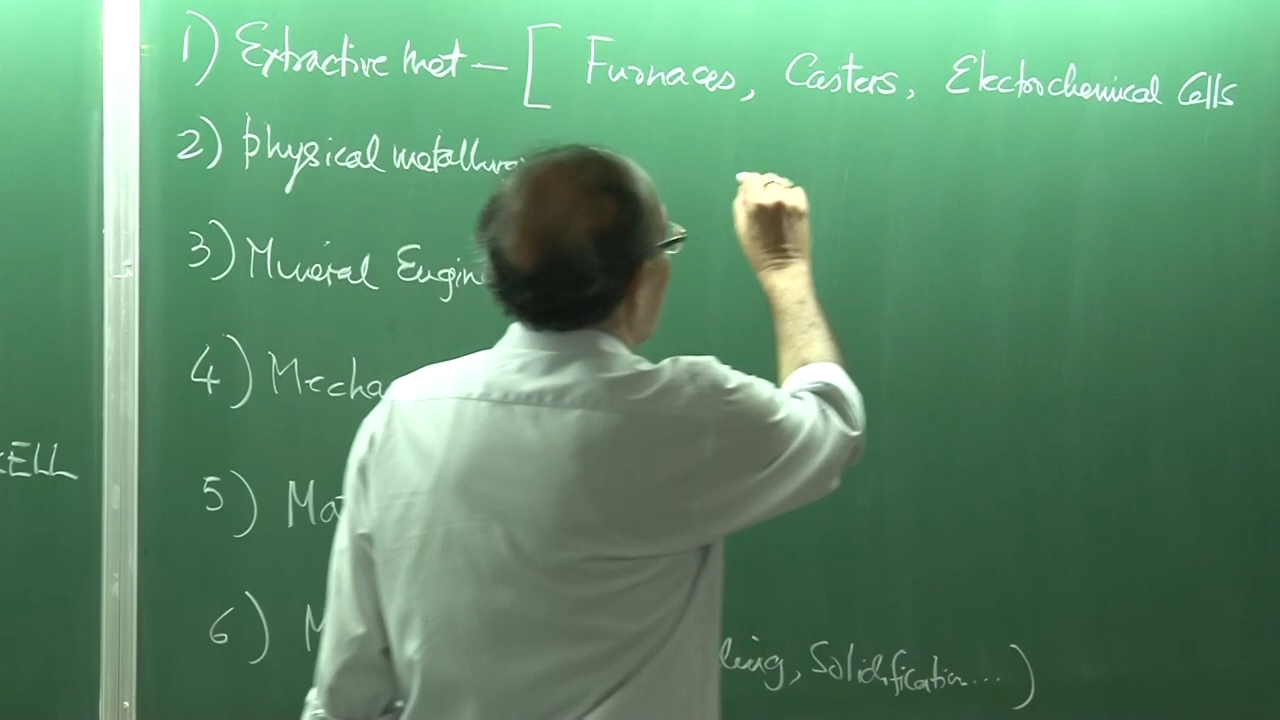 1) Extractive Met — [ Furnaces, Casters, Electrochemical Cells
2) physical metallur
3) Mineral Engin
4) Mecha
5) Ma
6) M ling, Solidification...)
CELL